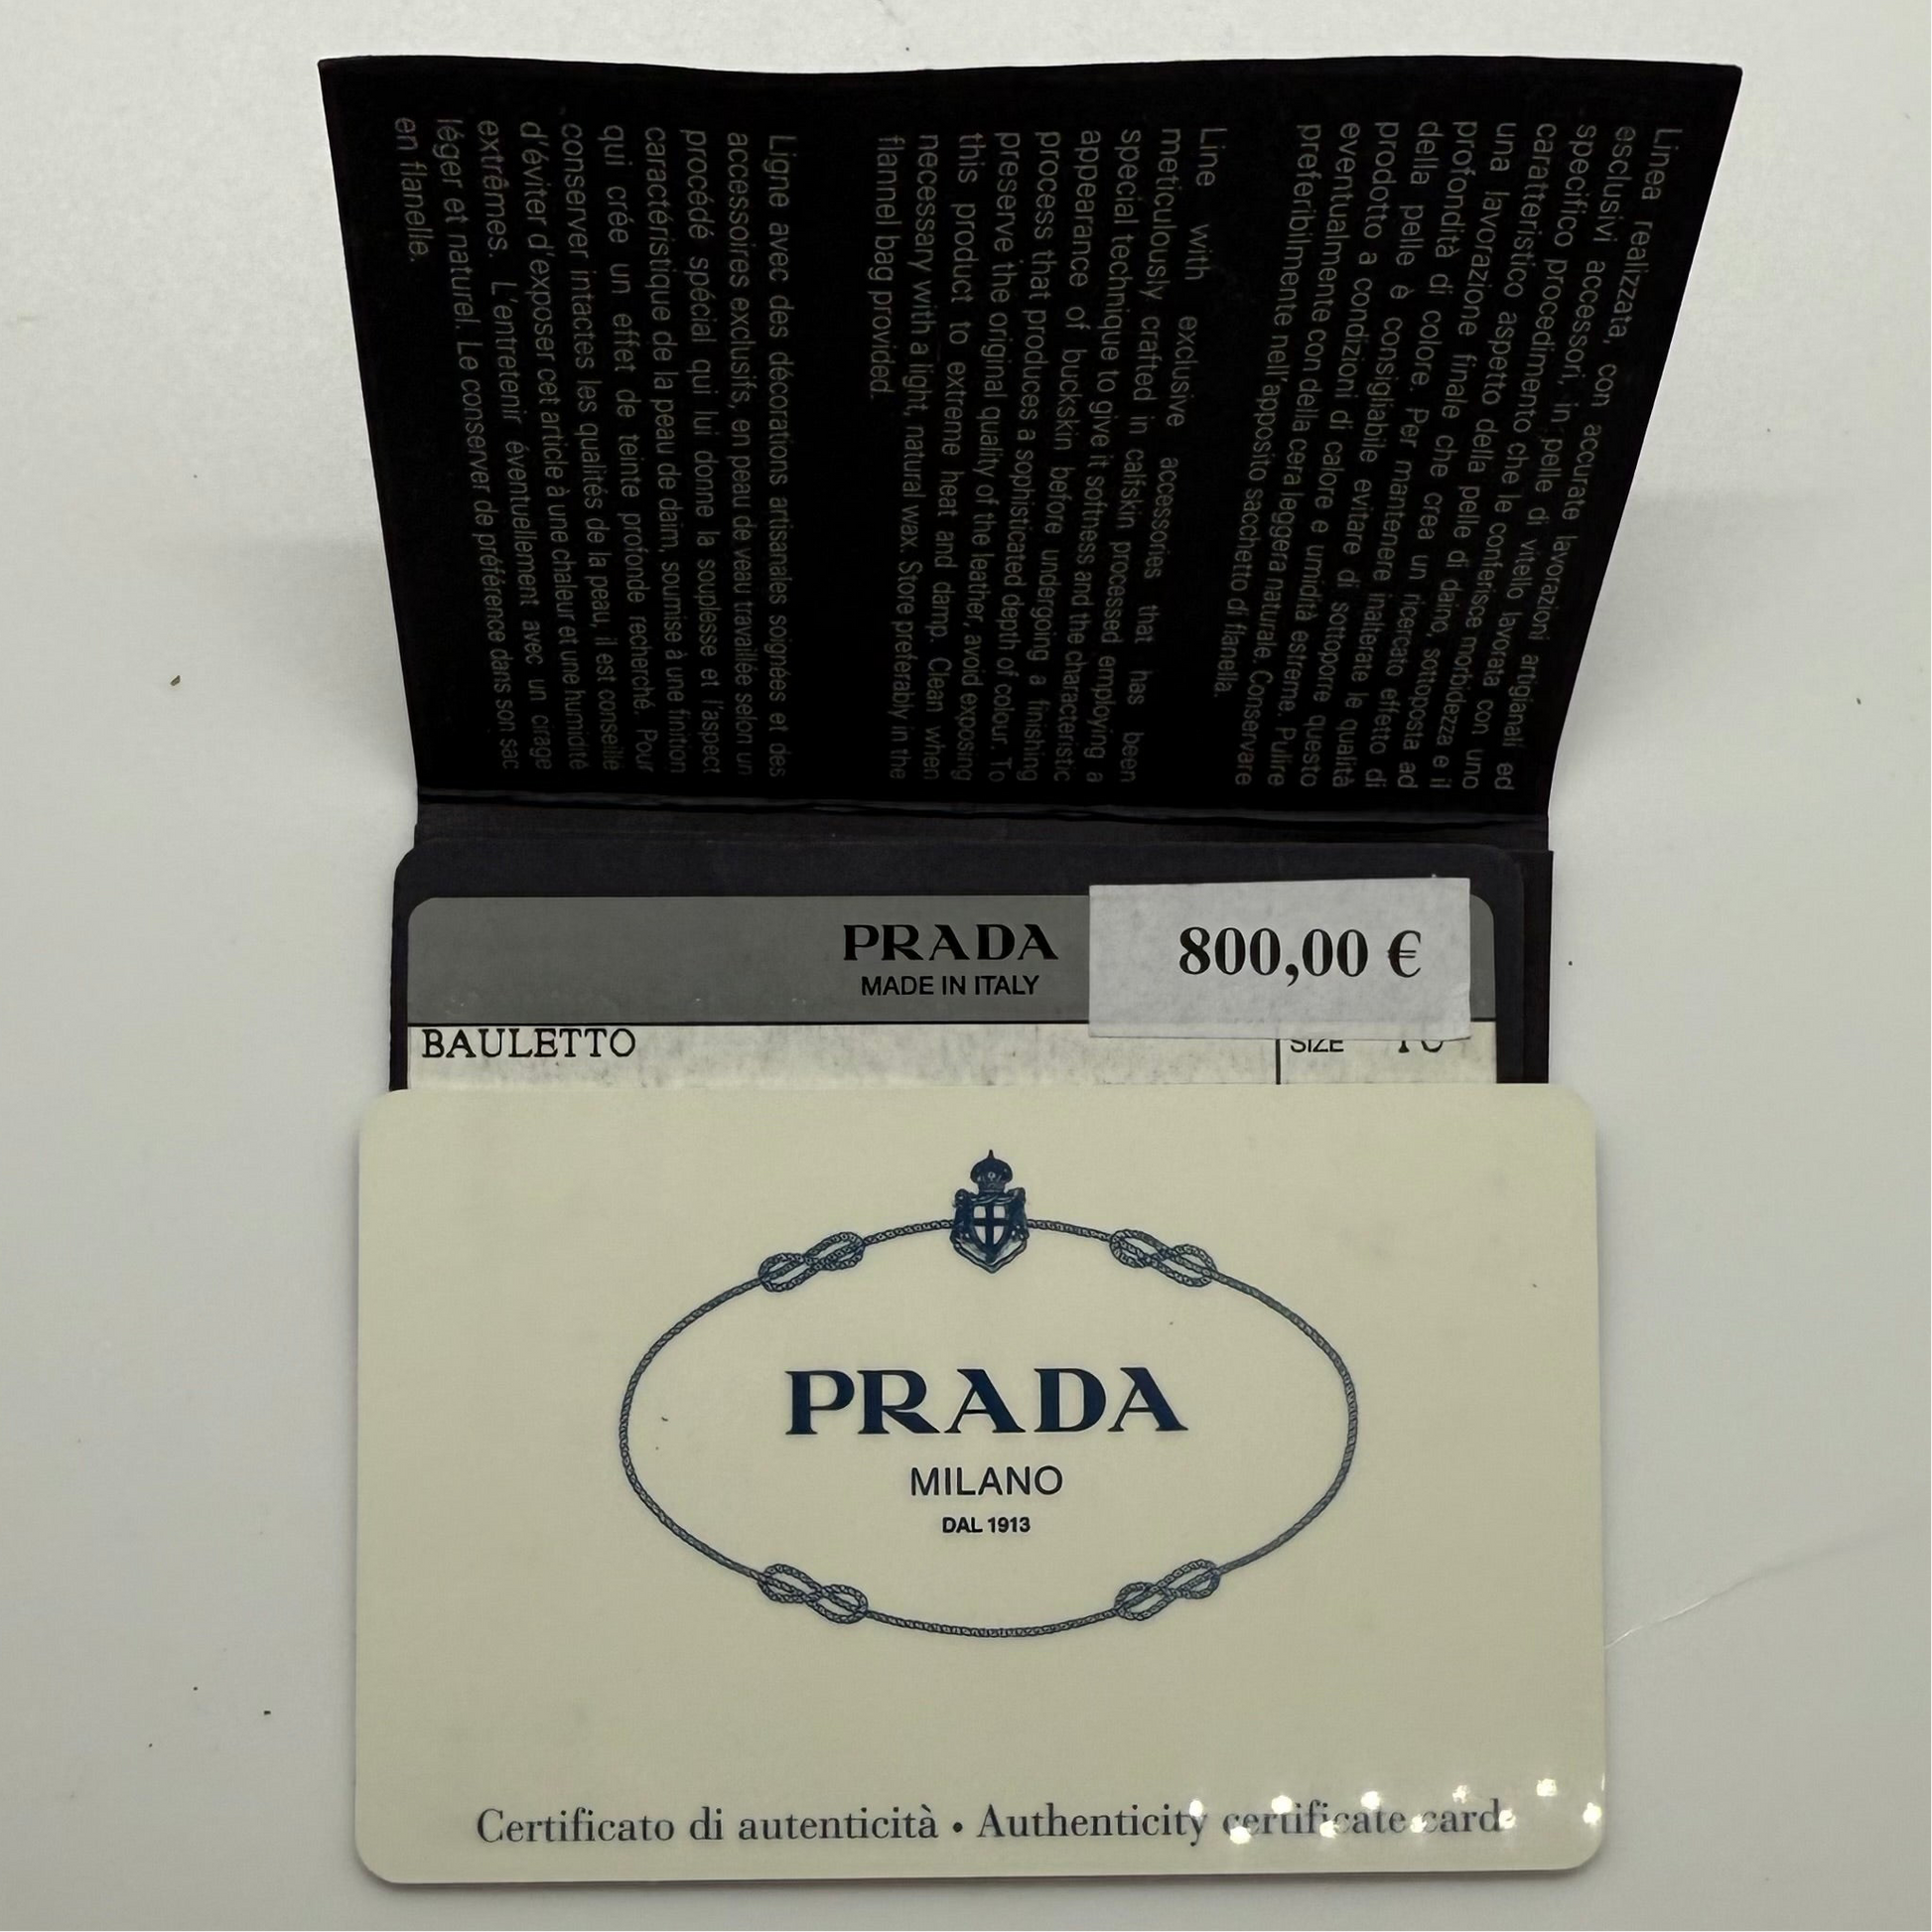 Linea realizzata, con accurate lavorazioni artigianali ed
esclusivi accessori, in pelle di vitello lavorata con uno
specifico procedimento che le conferisce morbidezza e il
caratteristico aspetto della pelle di daino, sottoposta ad
una lavorazione finale che crea un ricercato effetto di
profondità di colore. Per mantenere inalterate le qualità
della pelle è consigliabile evitare di sottoporre questo
prodotto a condizioni di calore e umidità estreme. Pulire
eventualmente con della cera leggera naturale. Conservare
preferibilmente nell'apposito sacchetto di flanella.
Line with exclusive accessories that has been
meticulously crafted in calfskin processed employing a
special technique to give it softness and the characteristic
appearance of buckskin before undergoing a finishing
process that produces a sophisticated depth of colour. To
preserve the original quality of the leather, avoid exposing
this product to extreme heat and damp. Clean when
necessary with a light, natural wax. Store preferably in the
flannel bag provided.
Ligne avec des décorations artisanales soignées et des
accessoires exclusifs, en peau de veau travaillée selon un
procédé spécial qui lui donne la souplesse et l'aspect
caractéristique de la peau de daim, soumise à une finition
qui crée un effet de teinte profonde recherché. Pour
conserver intactes les qualités de la peau, il est conseillé
d'éviter d'exposer cet article à une chaleur et une humidité
extrêmes. L'entretenir éventuellement avec un cirage
léger et naturel. Le conserver de préférence dans son sac
en flanelle.
PRADA
MADE IN ITALY
800,00 €
BAULETTO
SIZE
PRADA
MILANO
DAL 1913
Certificato di autenticità • Authenticity certificate card